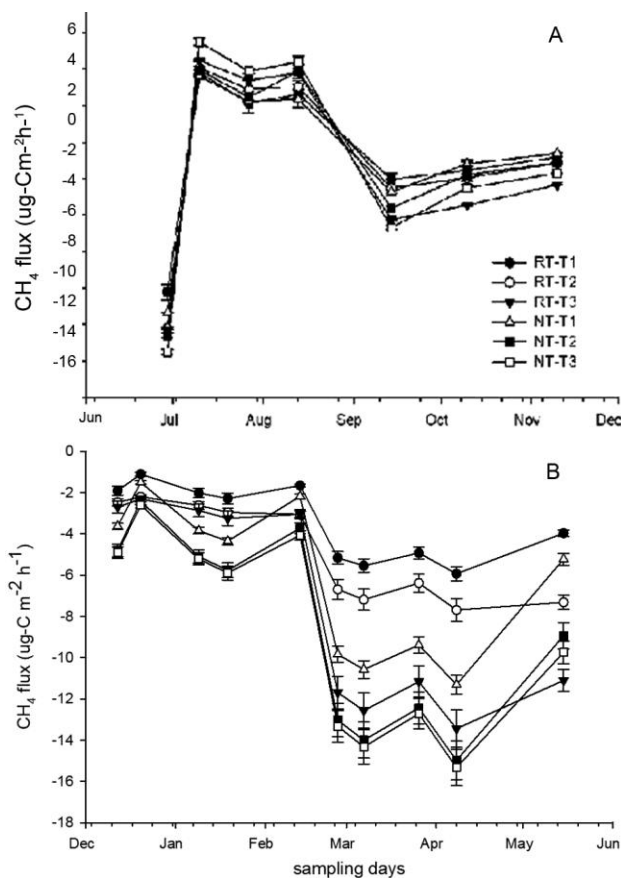 A
6
4
2
0
-2
-4
-6
-8
-10
-12
-14
-16
CH₄ flux (ug-Cm-²h-¹)
RT-T1
RT-T2
RT-T3
NT-T1
NT-T2
NT-T3
Jun Jul Aug Sep Oct Nov Dec
B
0
-2
-4
-6
-8
-10
-12
-14
-16
-18
CH₄ flux (ug-C m⁻² h⁻¹)
Dec Jan Feb Mar Apr May Jun
sampling days